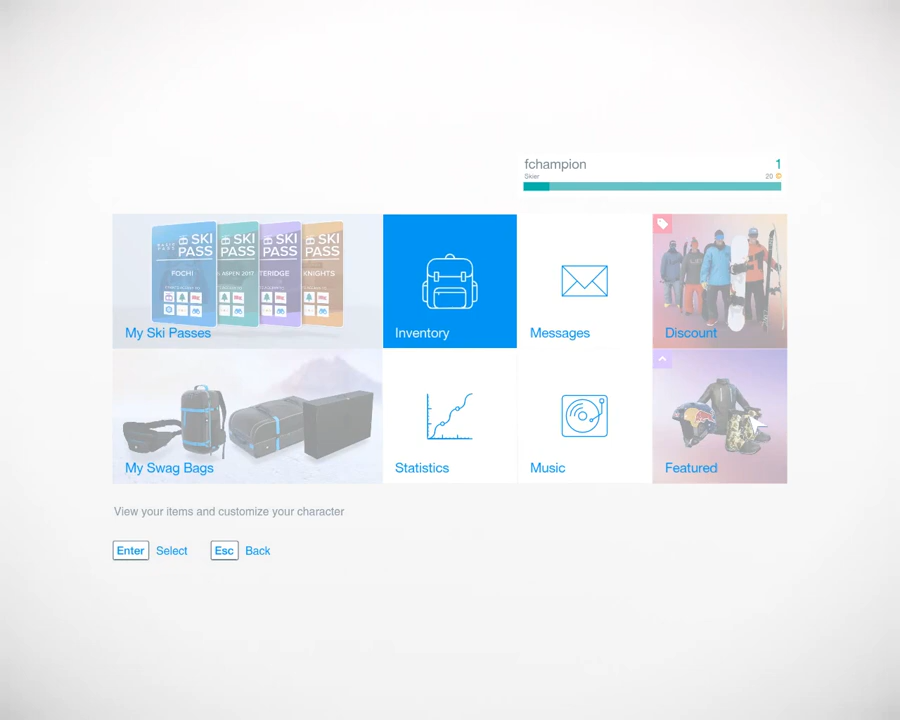 fchampion 1
Skier 20
SKI PASS
SKI PASS
SKI PASS
SKI PASS
FOCHI
ASPEN 2017
TERIDGE
KNIGHTS
My Ski Passes
Inventory
Messages
Discount
My Swag Bags
Statistics
Music
Featured
View your items and customize your character
Enter Select Esc Back